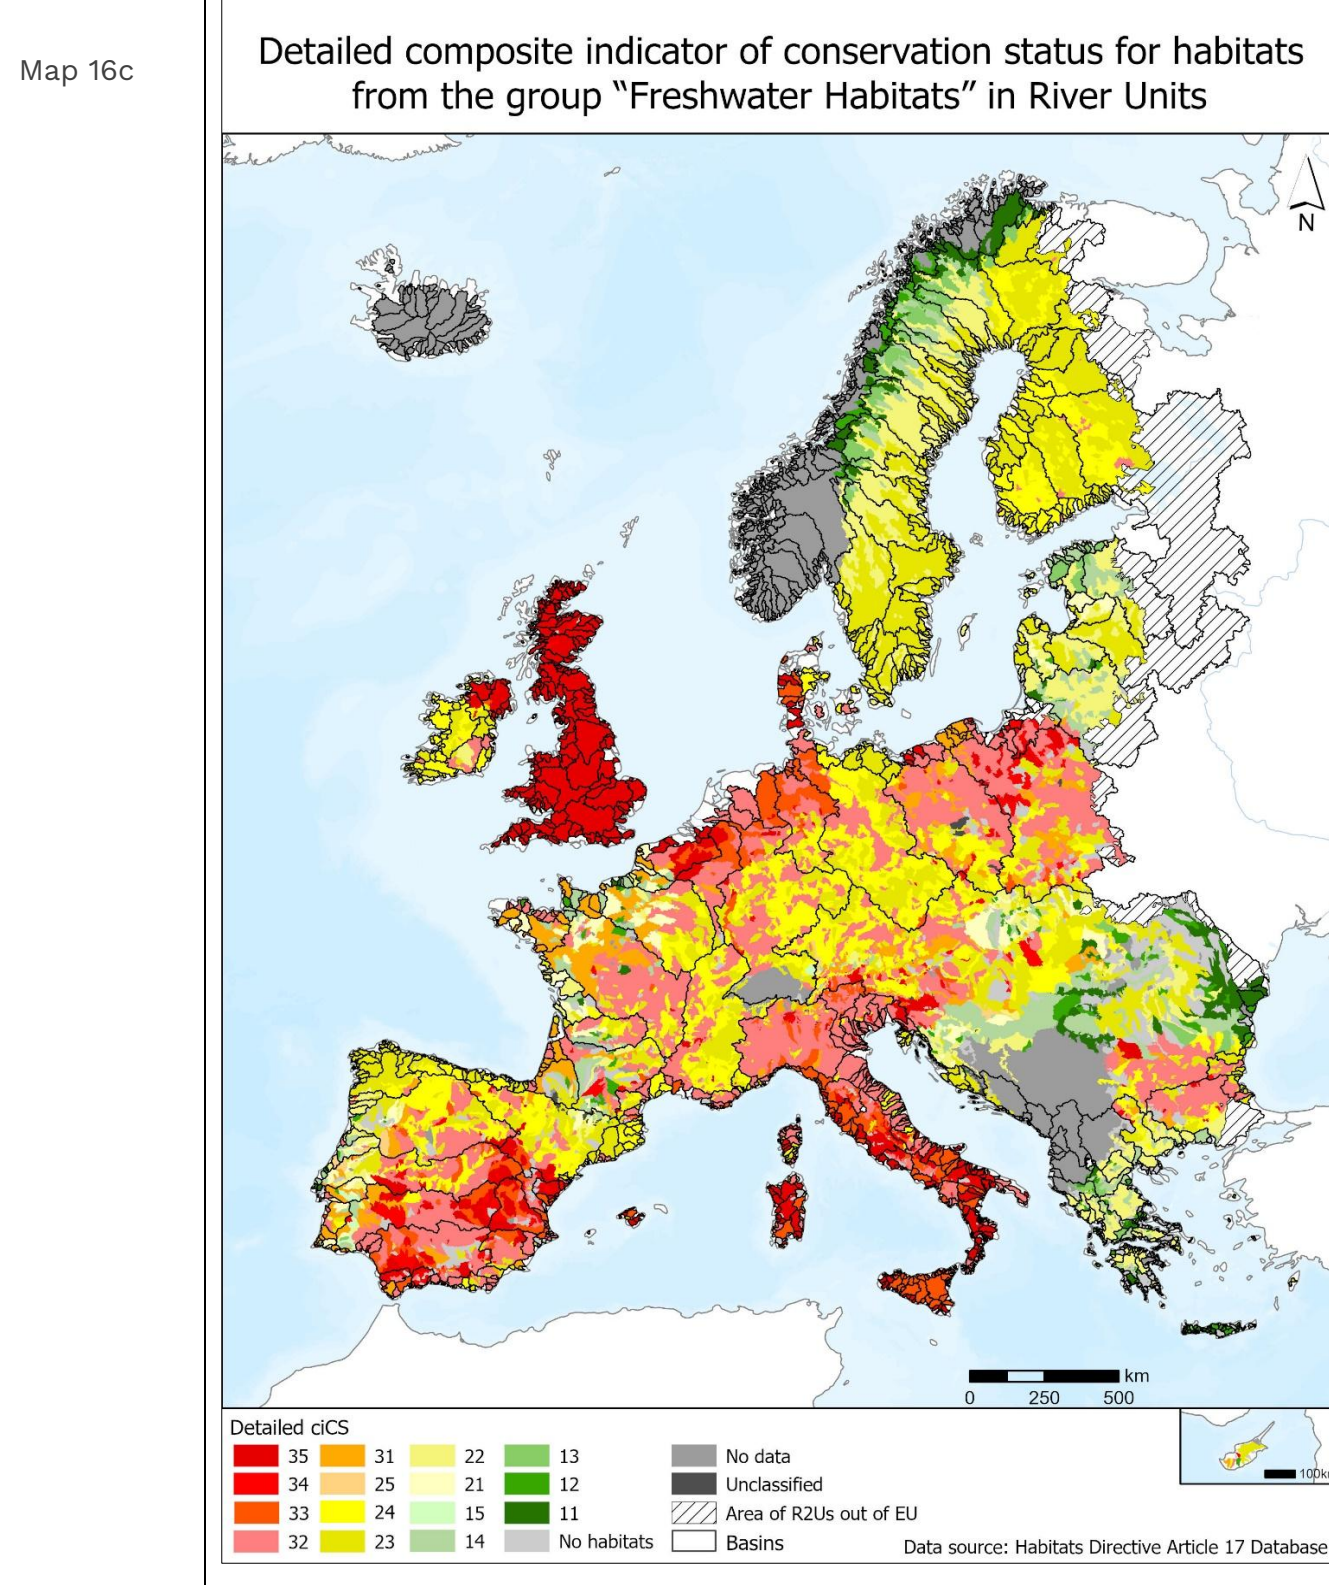 Map 16c
Detailed composite indicator of conservation status for habitats
from the group “Freshwater Habitats” in River Units
N
km
0 250 500
Detailed ciCS
35 31 22 13 No data
34 25 21 12 Unclassified
33 24 15 11 Area of R2Us out of EU
32 23 14 No habitats Basins
100k
Data source: Habitats Directive Article 17 Database